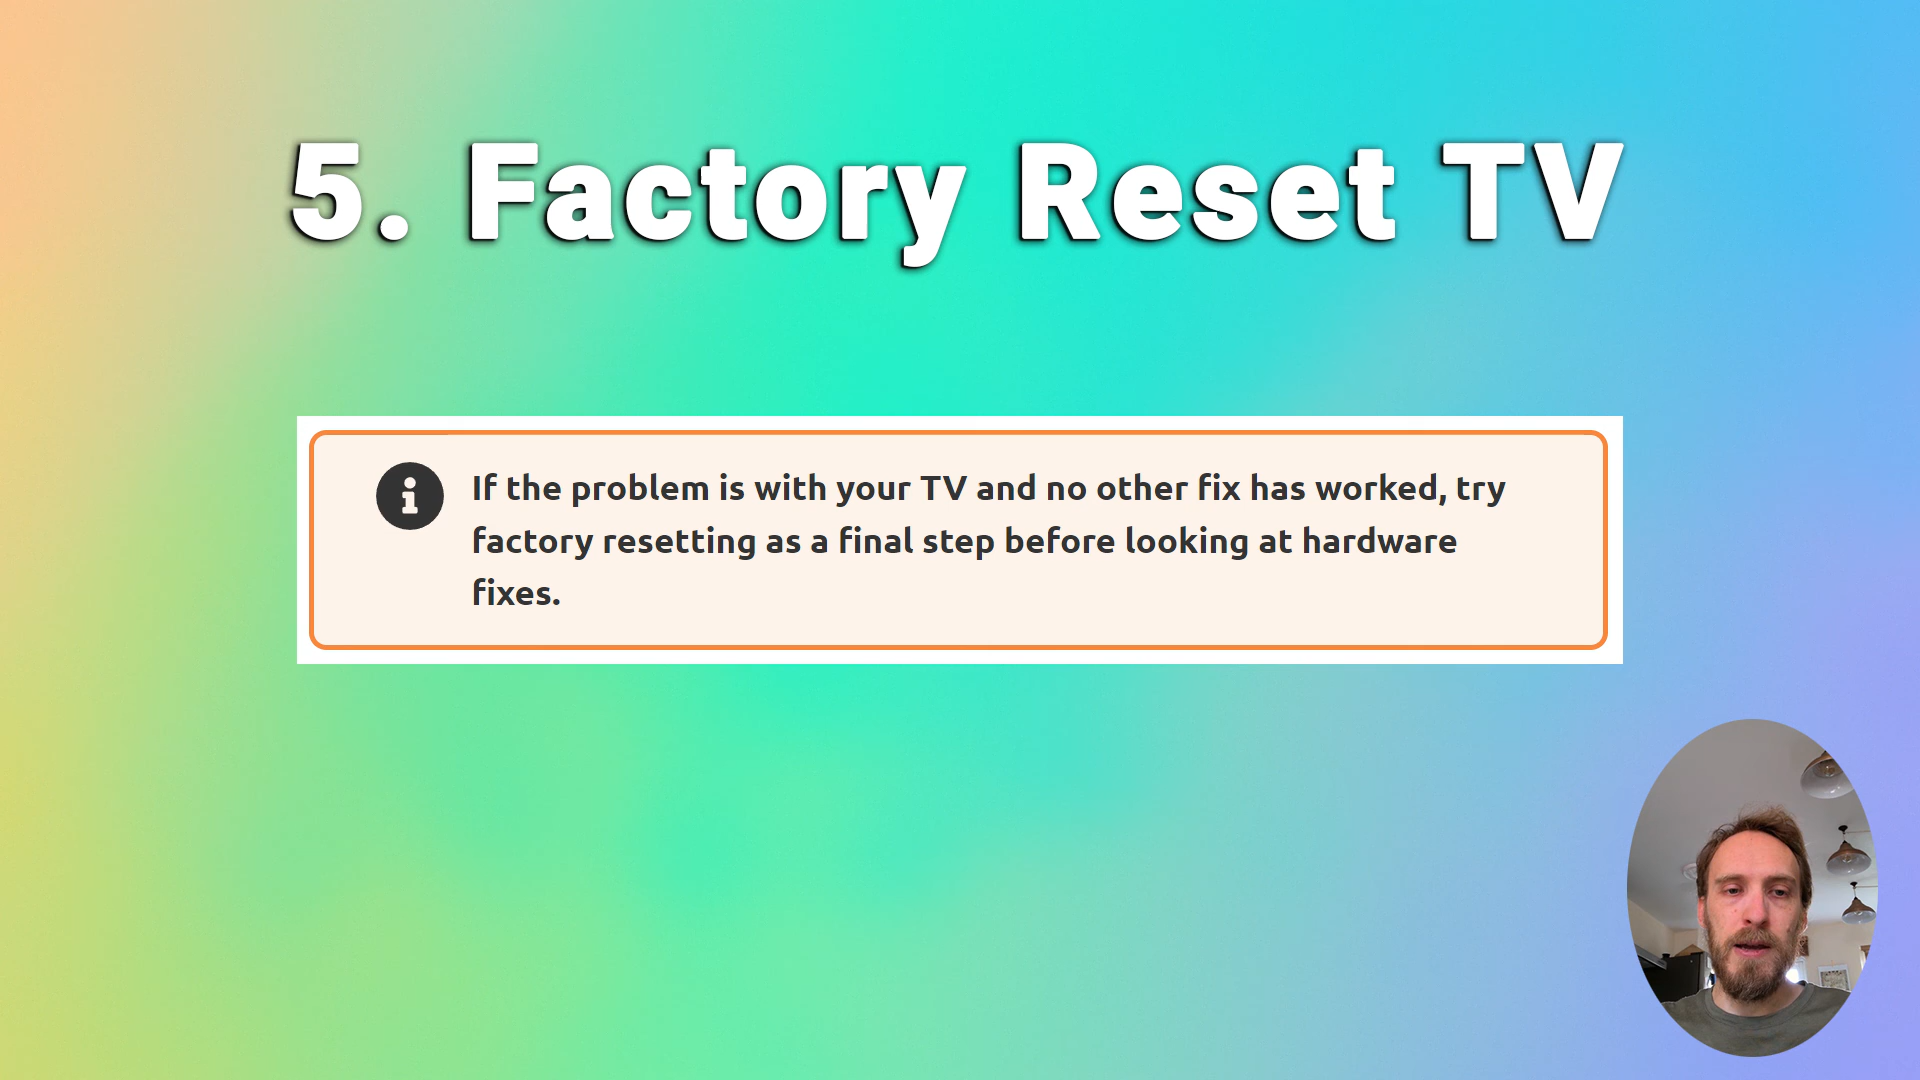 5. Factory Reset TV
If the problem is with your TV and no other fix has worked, try
factory resetting as a final step before looking at hardware
fixes.